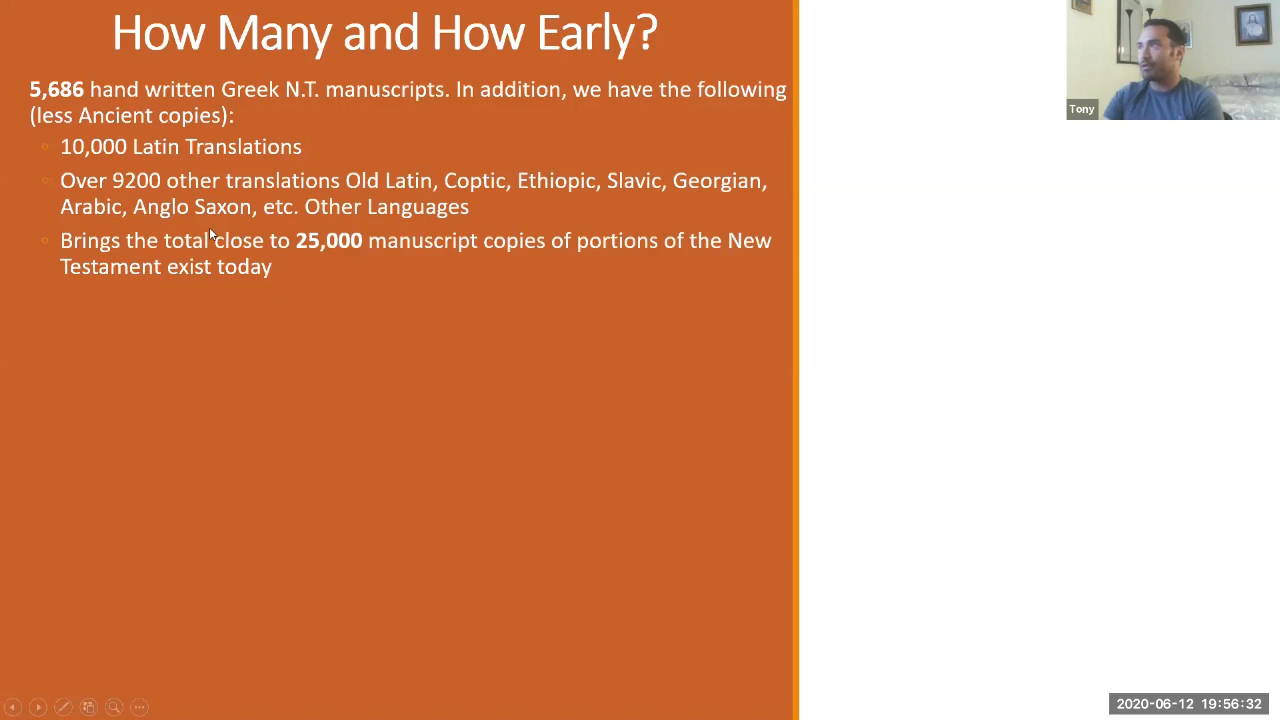 How Many and How Early?
5,686 hand written Greek N.T. manuscripts. In addition, we have the following
(less Ancient copies):
10,000 Latin Translations
Over 9200 other translations Old Latin, Coptic, Ethiopic, Slavic, Georgian,
Arabic, Anglo Saxon, etc. Other Languages
Brings the total close to 25,000 manuscript copies of portions of the New
Testament exist today
Tony
2020-06-12 19:56:32